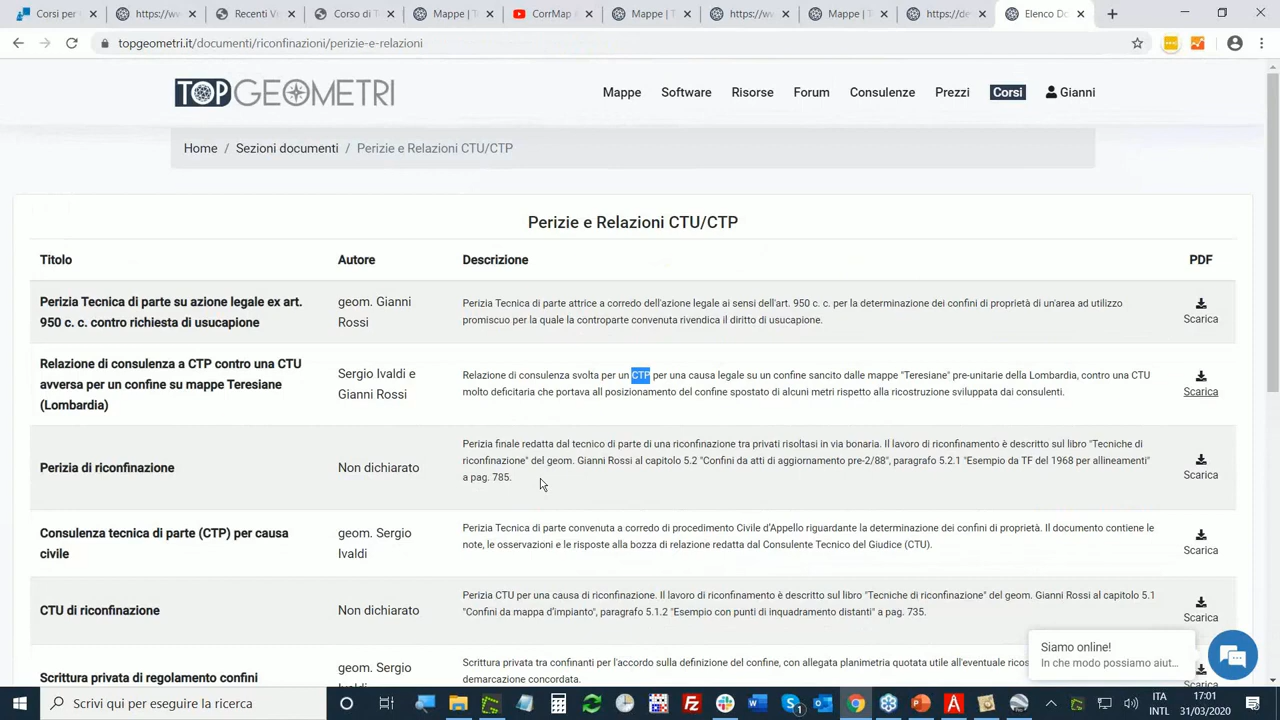 Corsi per
https://ww
Recenti V
Corso di T
Mappe | T
CorrMap
Mappe | 
https://ww
Mappe | T
https://de
Elenco Do
topgeometri.it/documenti/riconfinazioni/perizie-e-relazioni
TOPGEOMETRI
Mappe Software Risorse Forum Consulenze Prezzi Corsi Gianni
Home / Sezioni documenti / Perizie e Relazioni CTU/CTP
Perizie e Relazioni CTU/CTP
Titolo Autore Descrizione PDF
Perizia Tecnica di parte su azione legale ex art.
950 c. c. contro richiesta di usucapione
geom. Gianni
Rossi
Perizia Tecnica di parte attrice a corredo dell'azione legale ai sensi dell'art. 950 c. c. per la determinazione dei confini di proprietà di un'area ad utilizzo
promiscuo per la quale la controparte convenuta rivendica il diritto di usucapione.
Scarica
Relazione di consulenza a CTP contro una CTU
avversa per un confine su mappe Teresiane
(Lombardia)
Sergio Ivaldi e
Gianni Rossi
Relazione di consulenza svolta per un CTP per una causa legale su un confine sancito dalle mappe "Teresiane" pre-unitarie della Lombardia, contro una CTU
molto deficitaria che portava all posizionamento del confine spostato di alcuni metri rispetto alla ricostruzione sviluppata dai consulenti.
Scarica
Perizia di riconfinazione
Non dichiarato
Perizia finale redatta dal tecnico di parte di una riconfinazione tra privati risoltasi in via bonaria. Il lavoro di riconfinamento è descritto sul libro "Tecniche di
riconfinazione" del geom. Gianni Rossi al capitolo 5.2 "Confini da atti di aggiornamento pre-2/88", paragrafo 5.2.1 "Esempio da TF del 1968 per allineamenti"
a pag. 785.
Scarica
Consulenza tecnica di parte (CTP) per causa
civile
geom. Sergio
Ivaldi
Perizia Tecnica di parte convenuta a corredo di procedimento Civile d'Appello riguardante la determinazione dei confini di proprietà. Il documento contiene le
note, le osservazioni e le risposte alla bozza di relazione redatta dal Consulente Tecnico del Giudice (CTU).
Scarica
CTU di riconfinazione
Non dichiarato
Perizia CTU per una causa di riconfinazione. Il lavoro di riconfinamento è descritto sul libro "Tecniche di riconfinazione" del geom. Gianni Rossi al capitolo 5.1
"Confini da mappa d'impianto", paragrafo 5.1.2 "Esempio con punti di inquadramento distanti" a pag. 735.
Scarica
Scrittura privata di regolamento confini
geom. Sergio
Ivaldi
Scrittura privata tra confinanti per l'accordo sulla definizione del confine, con allegata planimetria quotata utile all'eventuale
demarcazione concordata.
Scarica
Siamo online!
In che modo possiamo aiut...
Scrivi qui per eseguire la ricerca
ITA
INTL
17:01
31/03/2020